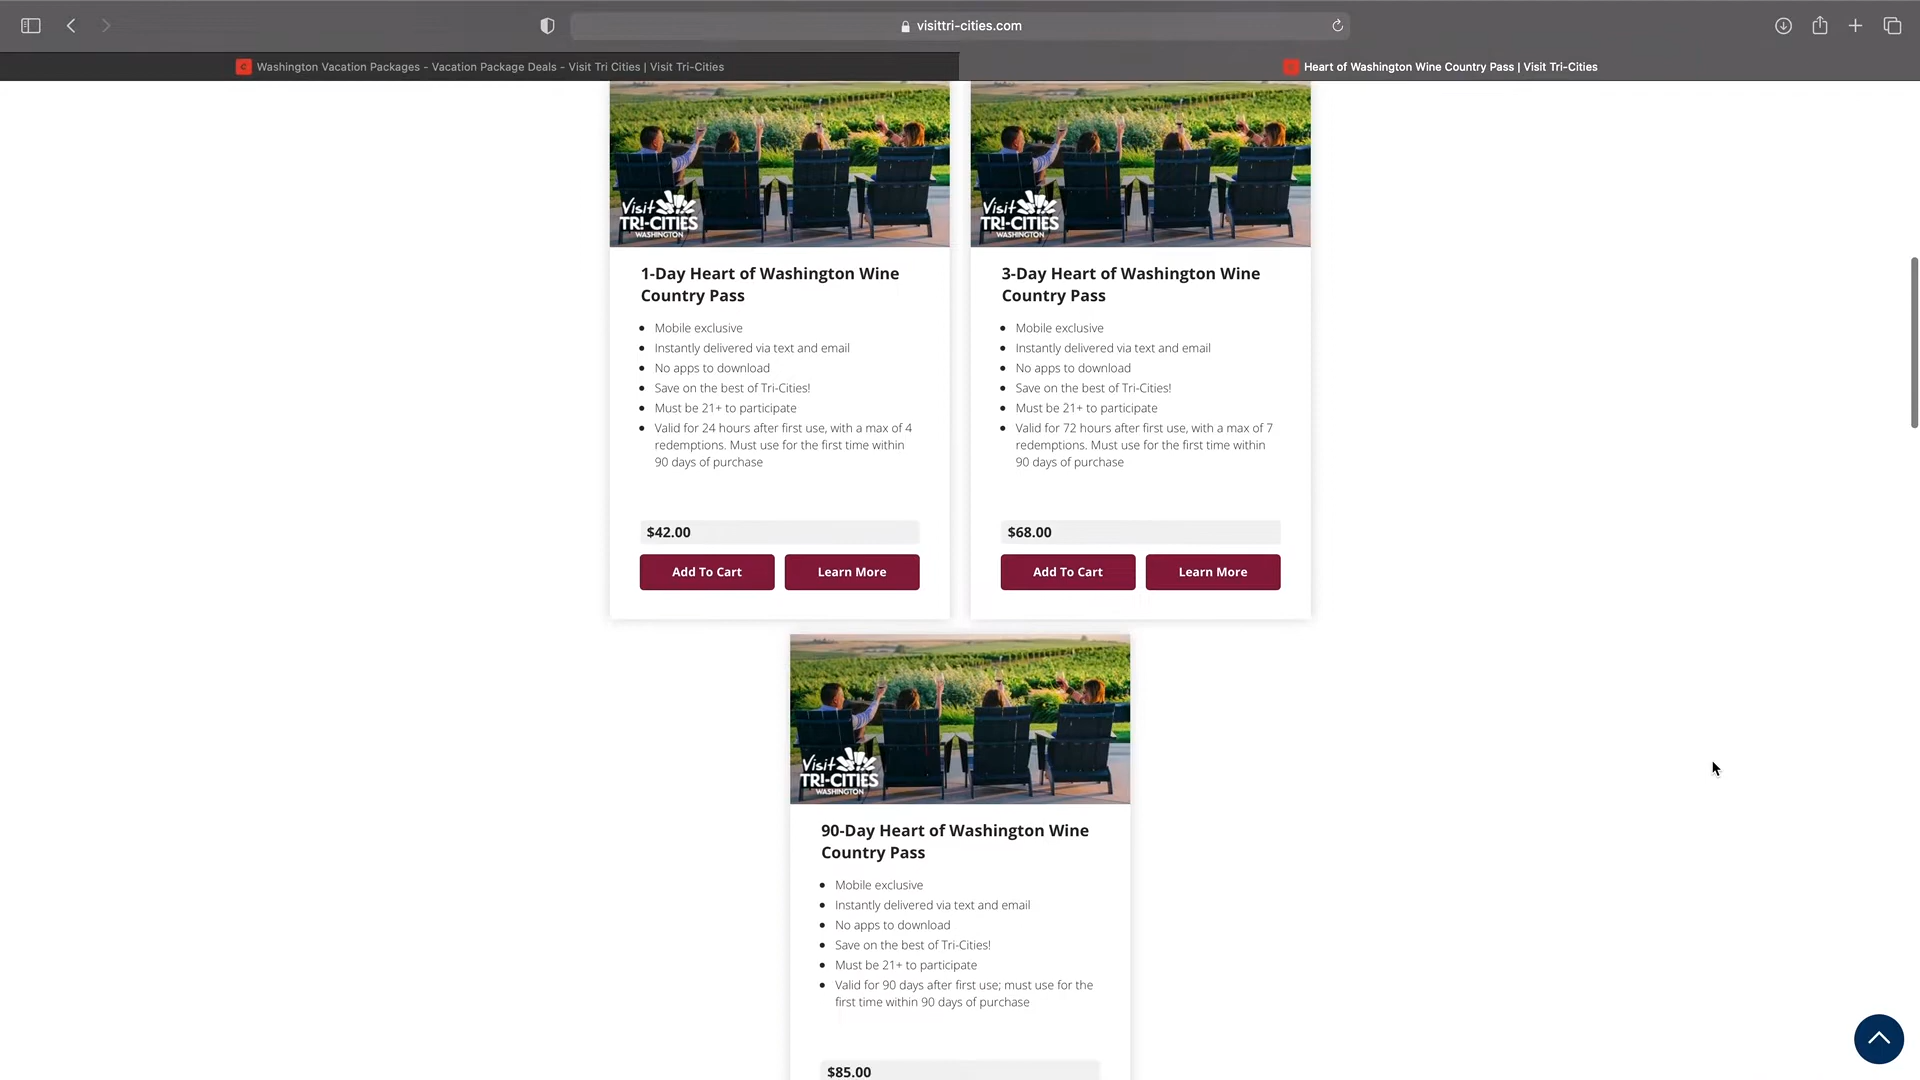 visittri-cities.com
Washington Vacation Packages - Vacation Package Deals - Visit Tri Cities | Visit Tri-Cities
Heart of Washington Wine Country Pass | Visit Tri-Cities
Visit
TRI-CITIES
WASHINGTON
1-Day Heart of Washington Wine
Country Pass
Mobile exclusive
Instantly delivered via text and email
No apps to download
Save on the best of Tri-Cities!
Must be 21+ to participate
Valid for 24 hours after first use, with a max of 4
redemptions. Must use for the first time within
90 days of purchase
$42.00
Add To Cart
Learn More
Visit
TRI-CITIES
WASHINGTON
3-Day Heart of Washington Wine
Country Pass
Mobile exclusive
Instantly delivered via text and email
No apps to download
Save on the best of Tri-Cities!
Must be 21+ to participate
Valid for 72 hours after first use, with a max of 7
redemptions. Must use for the first time within
90 days of purchase
$68.00
Add To Cart
Learn More
Visit
TRI-CITIES
WASHINGTON
90-Day Heart of Washington Wine
Country Pass
Mobile exclusive
Instantly delivered via text and email
No apps to download
Save on the best of Tri-Cities!
Must be 21+ to participate
Valid for 90 days after first use; must use for the
first time within 90 days of purchase
$85.00